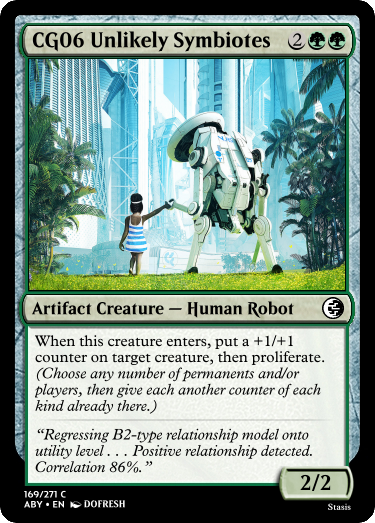 CG06 Unlikely Symbiotes 2
Artifact Creature — Human Robot
When this creature enters, put a +1/+1
counter on target creature, then proliferate.
(Choose any number of permanents and/or
players, then give each another counter of each
kind already there.)
“Regressing B2-type relationship model onto
utility level . . . Positive relationship detected.
Correlation 86%.”
2/2
169/271 C
ABY • EN DOFRESH
Stasis